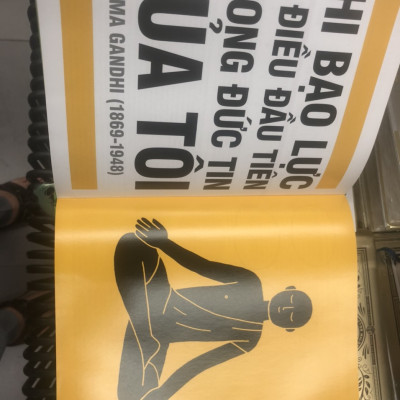 HI BẠO LỰC
ĐIỀU ĐẦU TIÊN
ONG ĐỨC TIN
ỦA TÔI
MA GANDHI (1869-1948)